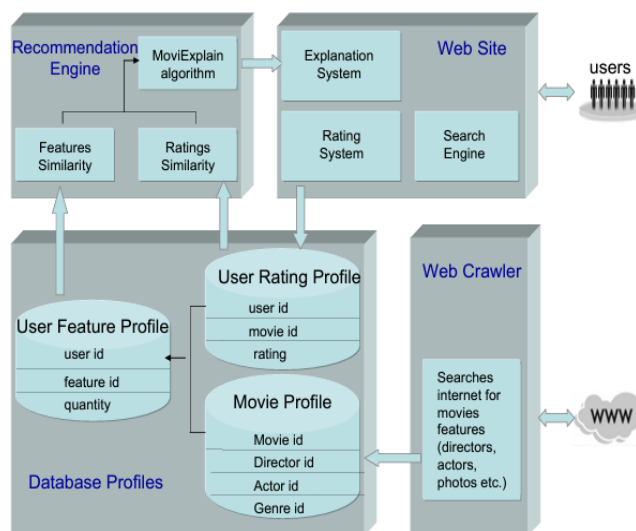 Recommendation
Engine
MoviExplain
algorithm
Features
Similarity
Ratings
Similarity
Web Site
Explanation
System
Rating
System
Search
Engine
users
User Feature Profile
user id
feature id
quantity
User Rating Profile
user id
movie id
rating
Movie Profile
Movie id
Director id
Actor id
Genre id
Database Profiles
Web Crawler
Searches
internet for
movies
features
(directors,
actors,
photos etc.)
WWW